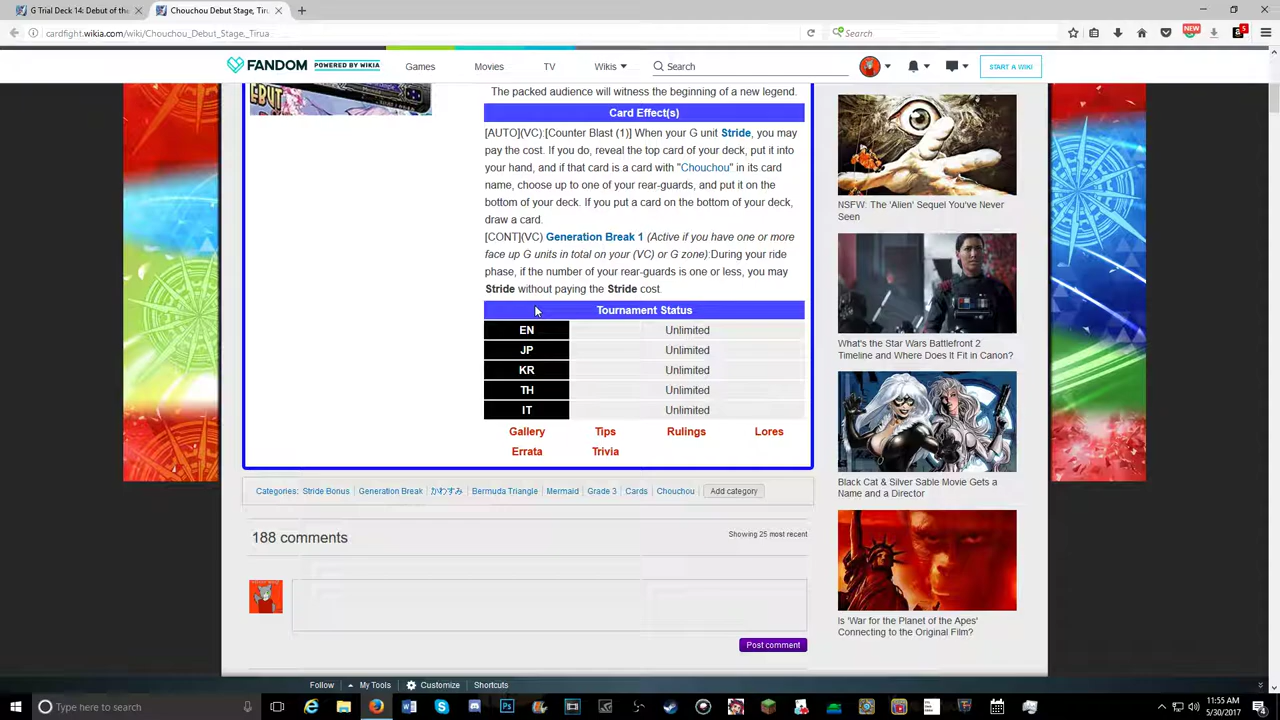 G Trial Deck 14: Debut of the
Chouchou Debut Stage, Tir
cardfight.wikia.com/wiki/Chouchou_Debut_Stage,_Tirua
Search
NEW
5
FANDOM POWERED BY WIKIA
Games Movies TV Wikis Search
START A WIKI
The packed audience will witness the beginning of a new legend.
Card Effect(s)
[AUTO](VC):[Counter Blast (1)] When your G unit Stride, you may
pay the cost. If you do, reveal the top card of your deck, put it into
your hand, and if that card is a card with "Chouchou" in its card
name, choose up to one of your rear-guards, and put it on the
bottom of your deck. If you put a card on the bottom of your deck,
draw a card.
[CONT](VC) Generation Break 1 (Active if you have one or more
face up G units in total on your (VC) or G zone):During your ride
phase, if the number of your rear-guards is one or less, you may
Stride without paying the Stride cost.
Tournament Status
EN Unlimited
JP Unlimited
KR Unlimited
TH Unlimited
IT Unlimited
Gallery Tips Rulings Lores
Errata Trivia
Categories: Stride Bonus Generation Break かわすみ Bermuda Triangle Mermaid Grade 3 Cards Chouchou Add category
188 comments
Showing 25 most recent
Post comment
NSFW: The 'Alien' Sequel You've Never
Seen
What's the Star Wars Battlefront 2
Timeline and Where Does It Fit in Canon?
Black Cat & Silver Sable Movie Gets a
Name and a Director
Is 'War for the Planet of the Apes'
Connecting to the Original Film?
Follow My Tools Customize Shortcuts
Type here to search
11:55 AM
5/30/2017